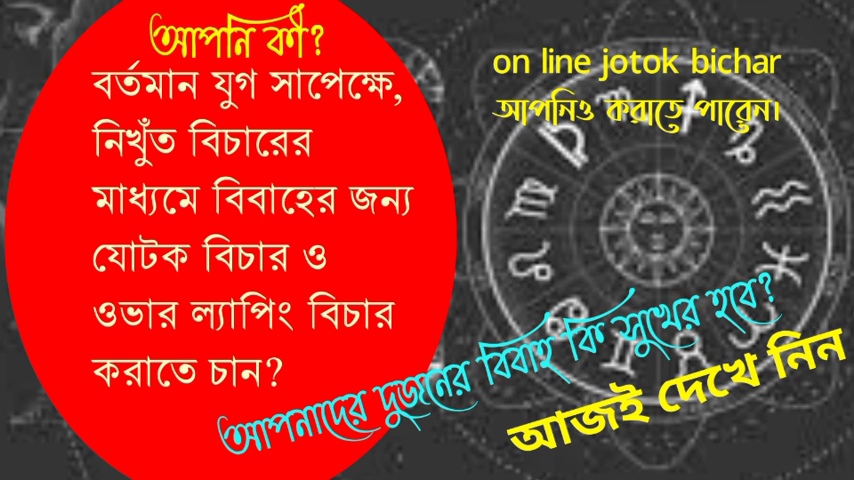 আপনি কী?
বর্তমান যুগ সাপেক্ষে,
নিখুঁত বিচারের
মাধ্যমে বিবাহের জন্য
যোটক বিচার ও
ওভার ল্যাপিং বিচার
করাতে চান?
on line jotok bichar
আপনিও করাতে পারেন।
আপনাদের দুজনের বিবাহ কি সুখের হবে?
আজই দেখে নিন